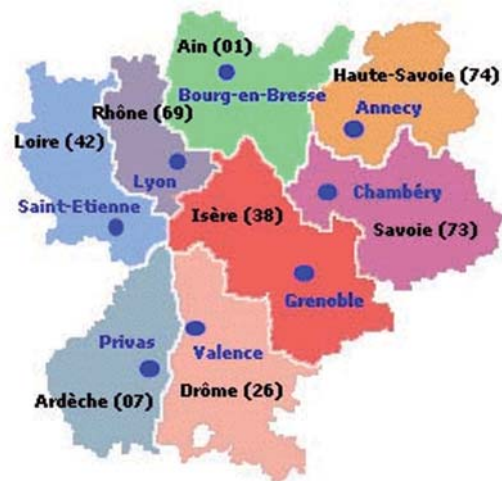 Ain (01)
Bourg-en-Bresse
Haute-Savoie (74)
Annecy
Rhône (69)
Lyon
Loire (42)
Saint-Etienne
Isère (38)
Grenoble
Chambéry
Savoie (73)
Privas
Ardèche (07)
Valence
Drôme (26)